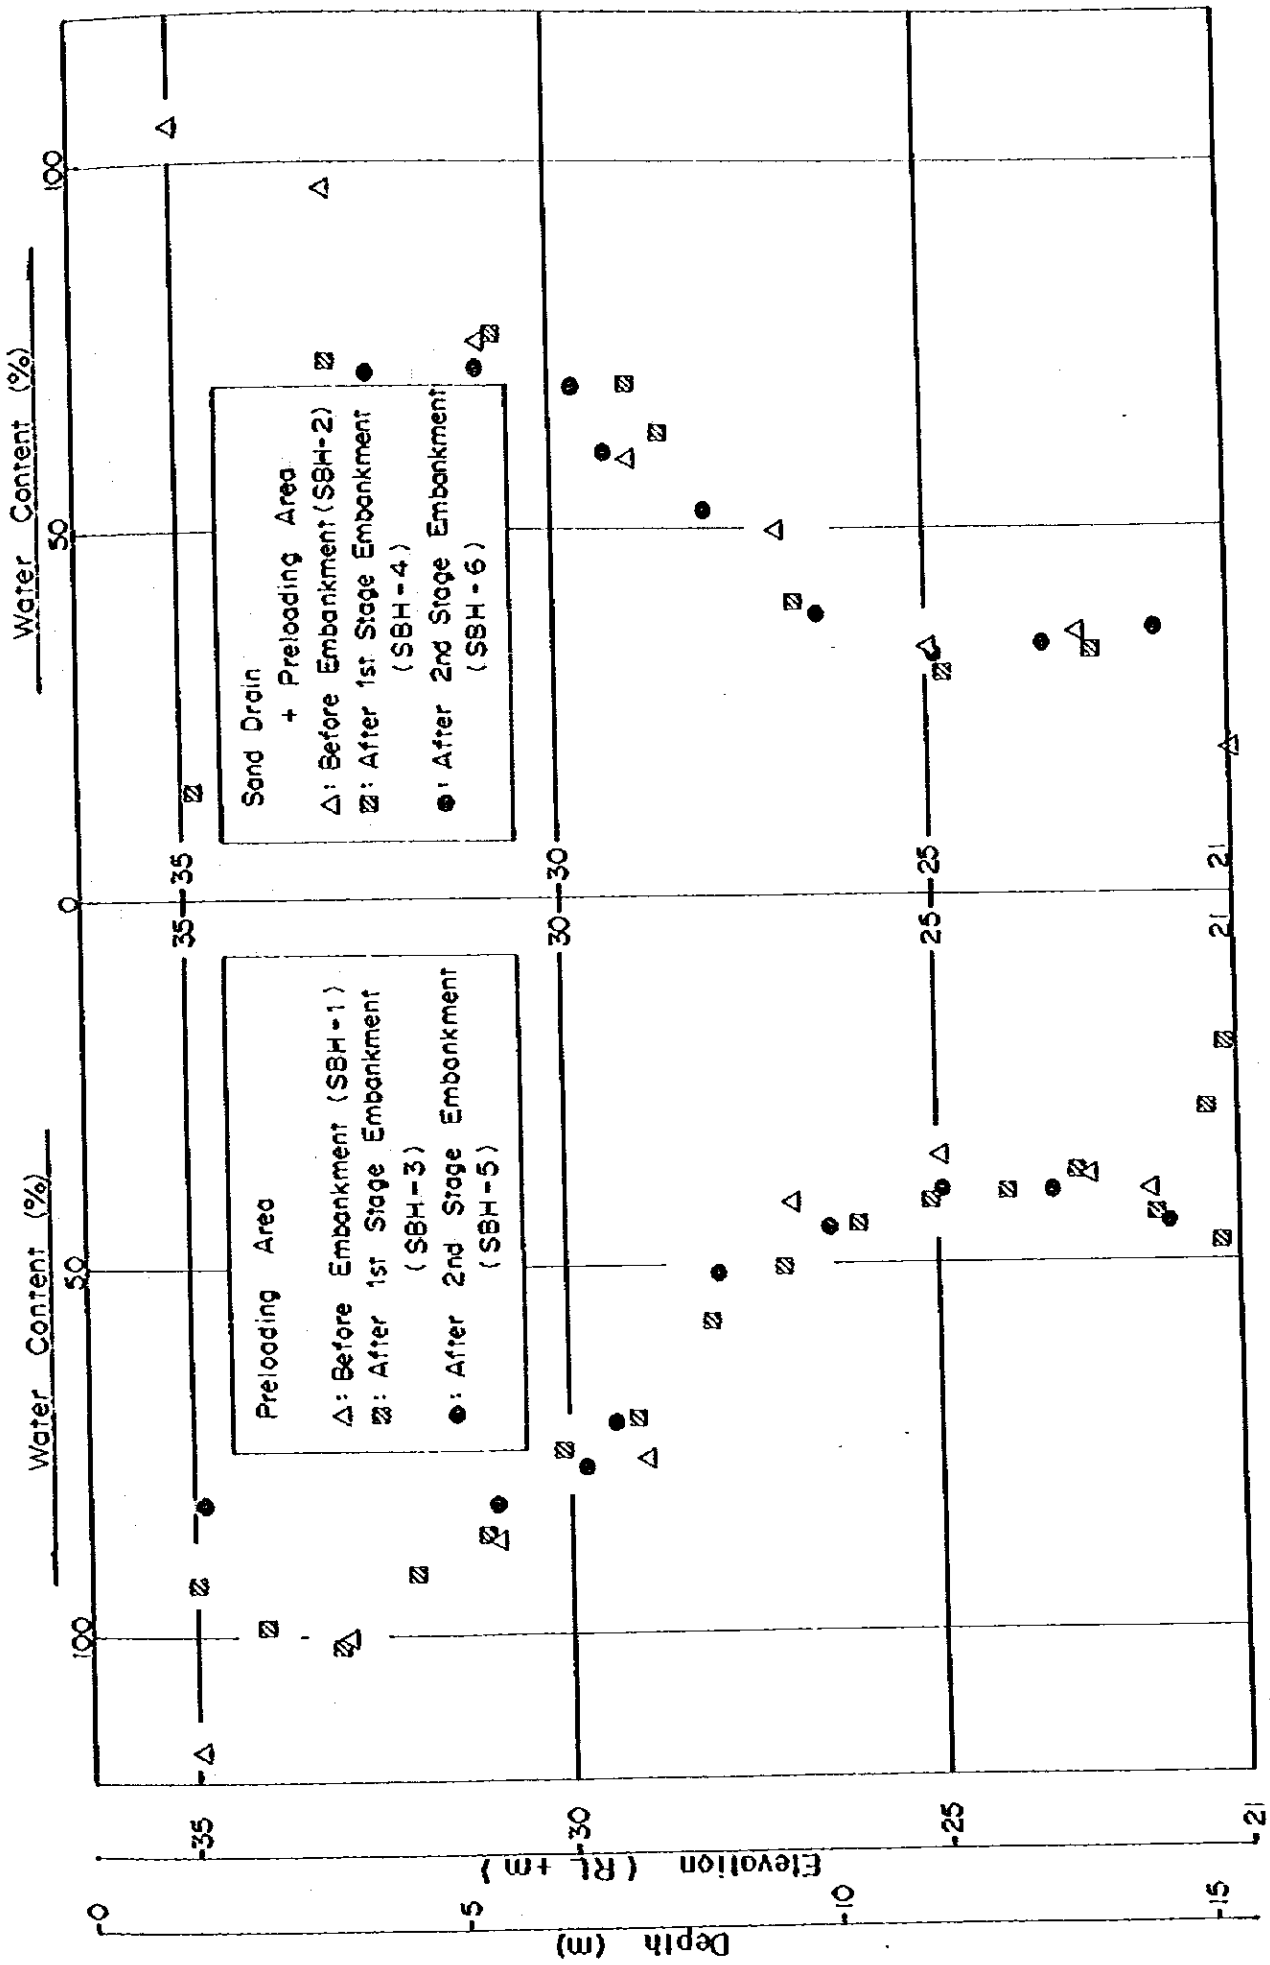 Water Content (%)
Water Content (%)
100
50
0
50
100
Preloading Area
△: Before Embankment (SBH-1)
▨: After 1st Stage Embankment
(SBH-3)
●: After 2nd Stage Embankment
(SBH-5)
Sand Drain
+ Preloading Area
△: Before Embankment (SBH-2)
▨: After 1st Stage Embankment
(SBH-4)
●: After 2nd Stage Embankment
(SBH-6)
35
35
30
30
25
25
21
21
Depth (m)
0
5
10
15
Elevation (RL +m)
35
30
25
21